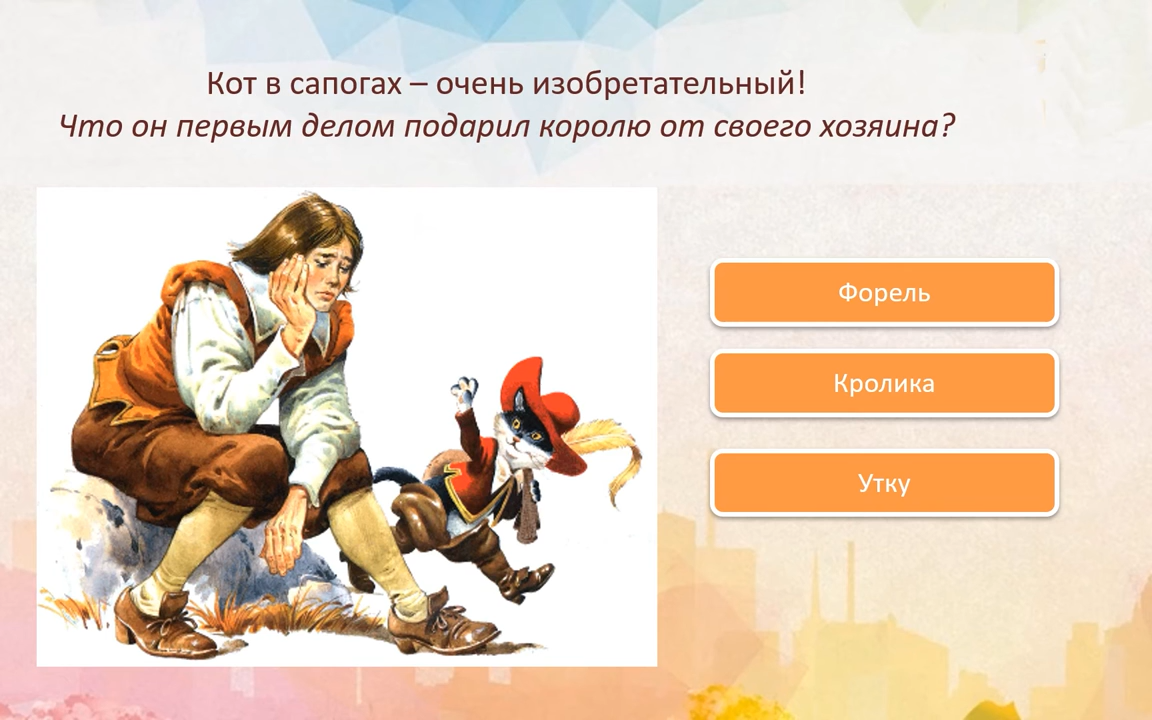 Кот в сапогах – очень изобретательный!
Что он первым делом подарил королю от своего хозяина?
Форель
Кролика
Утку